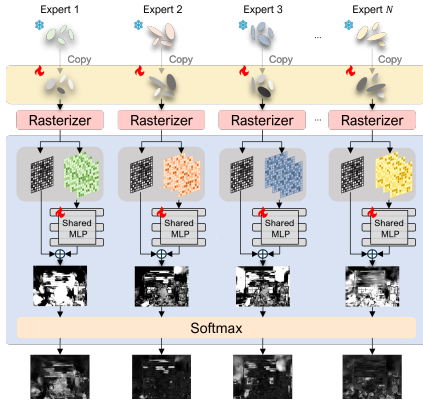 Expert 1 Expert 2 Expert 3 ... Expert N
Copy Copy Copy Copy
Rasterizer Rasterizer Rasterizer ... Rasterizer
Shared Shared Shared Shared
MLP MLP MLP MLP
Softmax